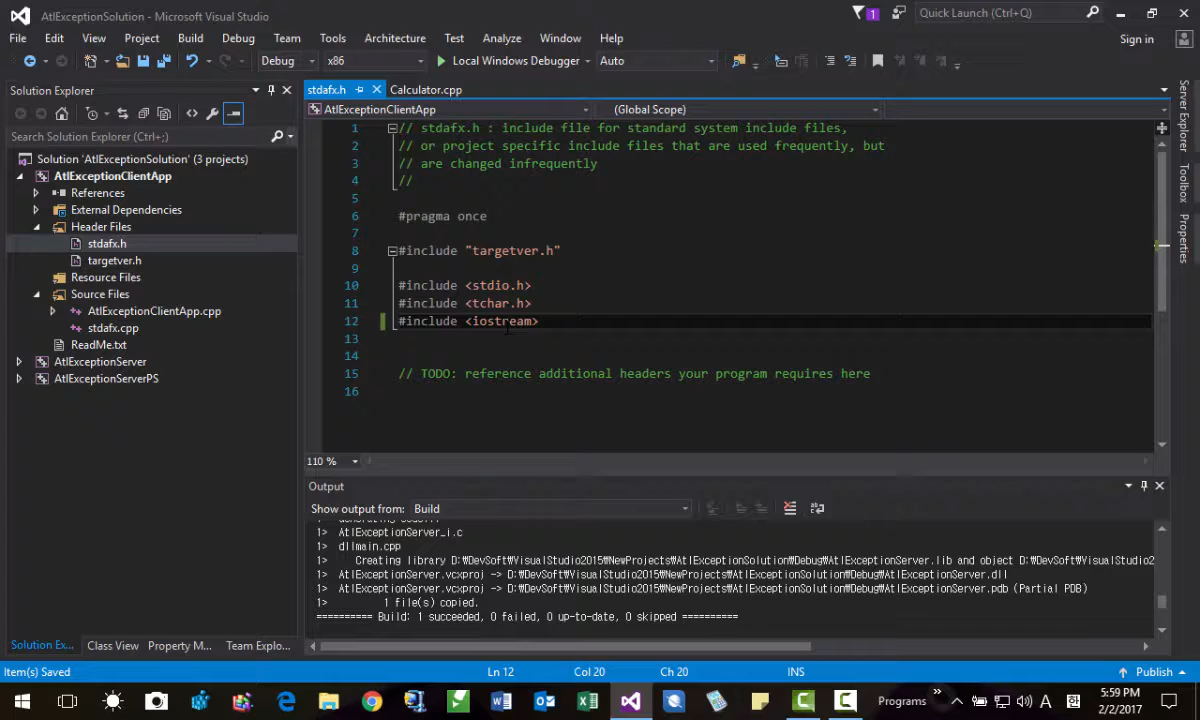 AtlExceptionSolution - Microsoft Visual Studio
1
Quick Launch (Ctrl+Q)
File Edit View Project Build Debug Team Tools Architecture Test Analyze Window Help
Sign in
Debug x86 Local Windows Debugger Auto
Solution Explorer
Search Solution Explorer (Ctrl+;)
Solution 'AtlExceptionSolution' (3 projects)
AtlExceptionClientApp
References
External Dependencies
Header Files
stdafx.h
targetver.h
Resource Files
Source Files
AtlExceptionClientApp.cpp
stdafx.cpp
ReadMe.txt
AtlExceptionServer
AtlExceptionServerPS
Solution Ex... Class View Property M... Team Explo...
stdafx.h Calculator.cpp
AtlExceptionClientApp (Global Scope)
1 // stdafx.h : include file for standard system include files,
2 // or project specific include files that are used frequently, but
3 // are changed infrequently
4 //
5
6 #pragma once
7
8 #include "targetver.h"
9
10 #include <stdio.h>
11 #include <tchar.h>
12 #include <iostream>
13
14
15 // TODO: reference additional headers your program requires here
16
110 %
Server Explorer
Toolbox
Properties
Output
Show output from: Build
1> AtlExceptionServer_i.c
1> dllmain.cpp
1> Creating library D:₩DevSoft₩VisualStudio2015₩NewProjects₩AtlExceptionSolution₩Debug₩AtlExceptionServer.lib and object D:₩DevSoft₩VisualStudio2
1> AtlExceptionServer.vcxproj -> D:₩DevSoft₩VisualStudio2015₩NewProjects₩AtlExceptionSolution₩Debug₩AtlExceptionServer.dll
1> AtlExceptionServer.vcxproj -> D:₩DevSoft₩VisualStudio2015₩NewProjects₩AtlExceptionSolution₩Debug₩AtlExceptionServer.pdb (Partial PDB)
1> 1 file(s) copied.
========== Build: 1 succeeded, 0 failed, 0 up-to-date, 0 skipped ==========
Item(s) Saved Ln 12 Col 20 Ch 20 INS Publish
Programs A 5:59 PM
2/2/2017